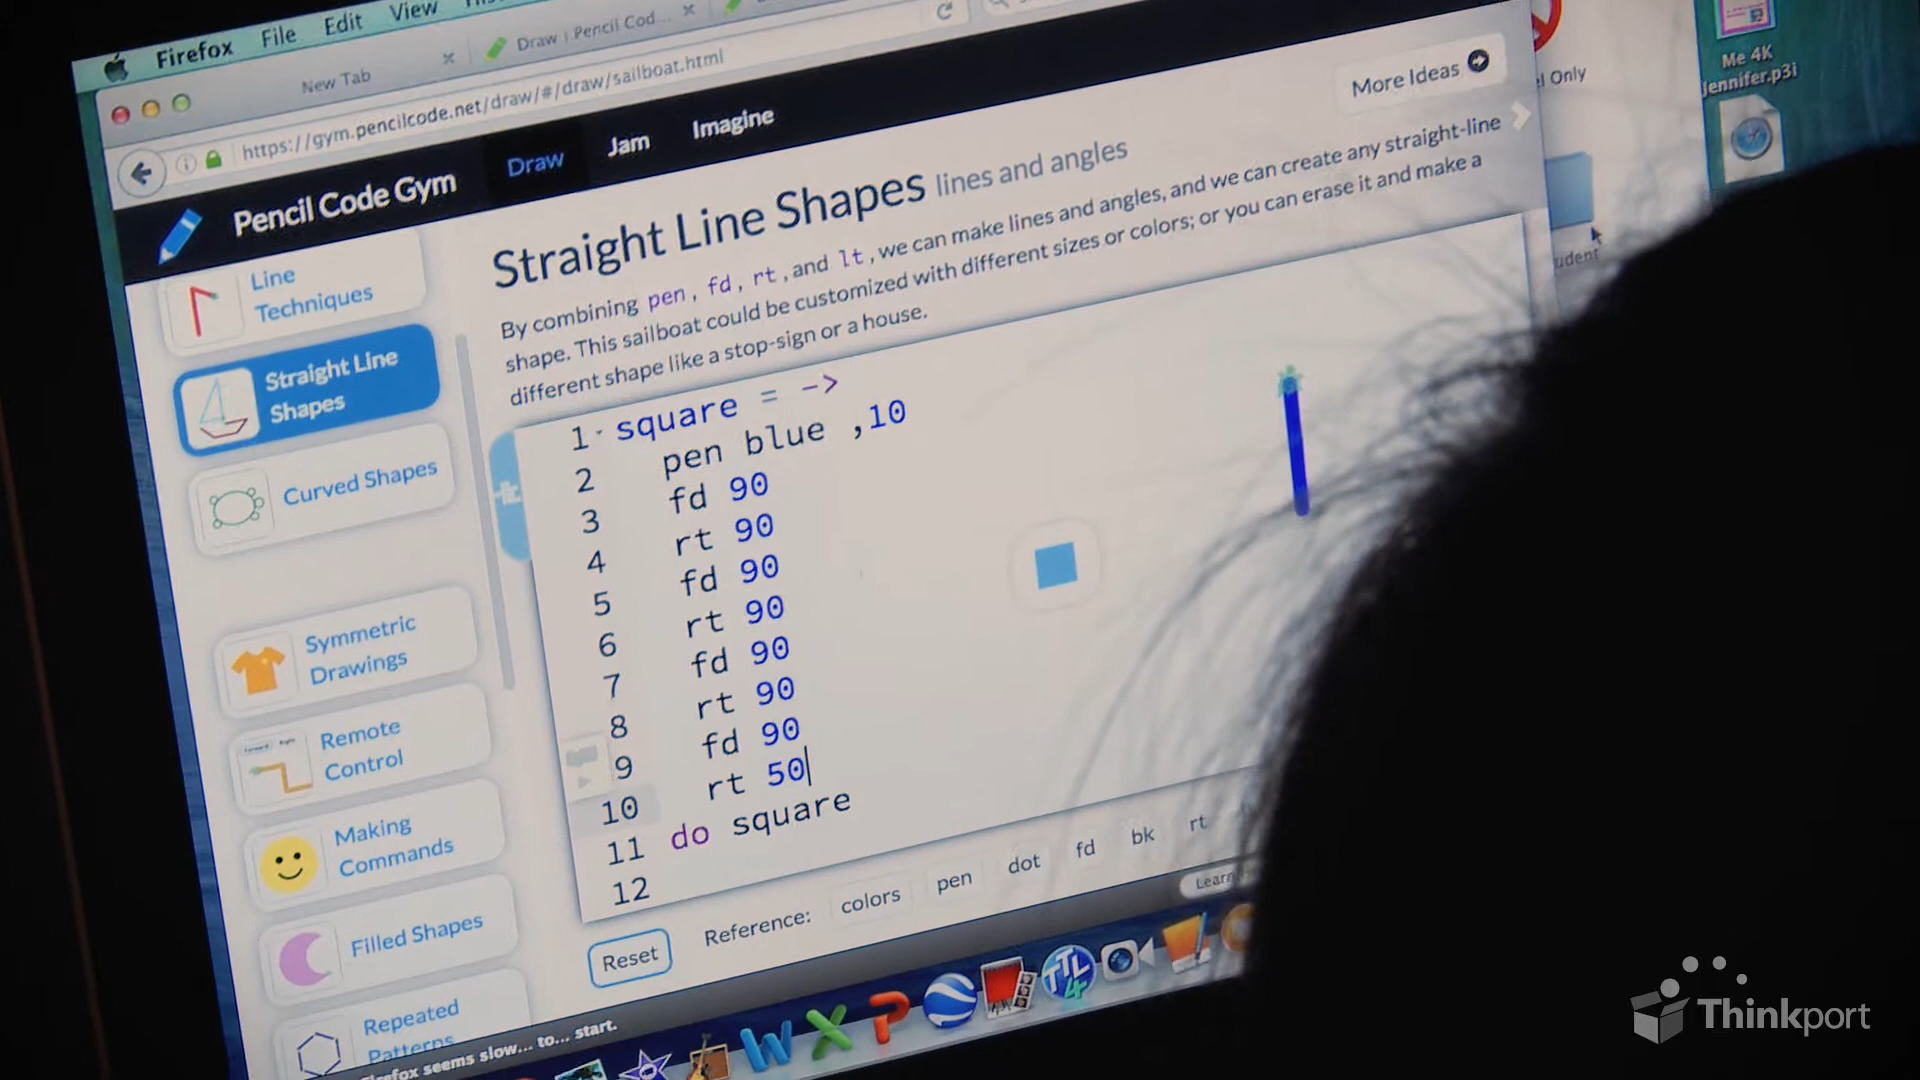 Firefox File Edit View
New Tab
Draw | Pencil Cod...
https://gym.pencilcode.net/draw/#/draw/sailboat.html
Pencil Code Gym
Draw
Jam
Imagine
More Ideas
Straight Line Shapes lines and angles
By combining pen, fd, rt, and lt, we can make lines and angles, and we can create any straight-line
shape. This sailboat could be customized with different sizes or colors; or you can erase it and make a
different shape like a stop-sign or a house.
Line
Techniques
Straight Line
Shapes
Curved Shapes
Symmetric
Drawings
Remote
Control
Making
Commands
Filled Shapes
Repeated
Patterns
1 square = ->
2 pen blue ,10
3 fd 90
4 rt 90
5 fd 90
6 rt 90
7 fd 90
8 rt 90
9 fd 90
10 rt 50
11 do square
12
Reset
Reference: colors pen dot fd bk rt
Learn
Firefox seems slow... to... start.
TTL
4
Me 4K
Jennifer.p3i
Only
udent
Thinkport